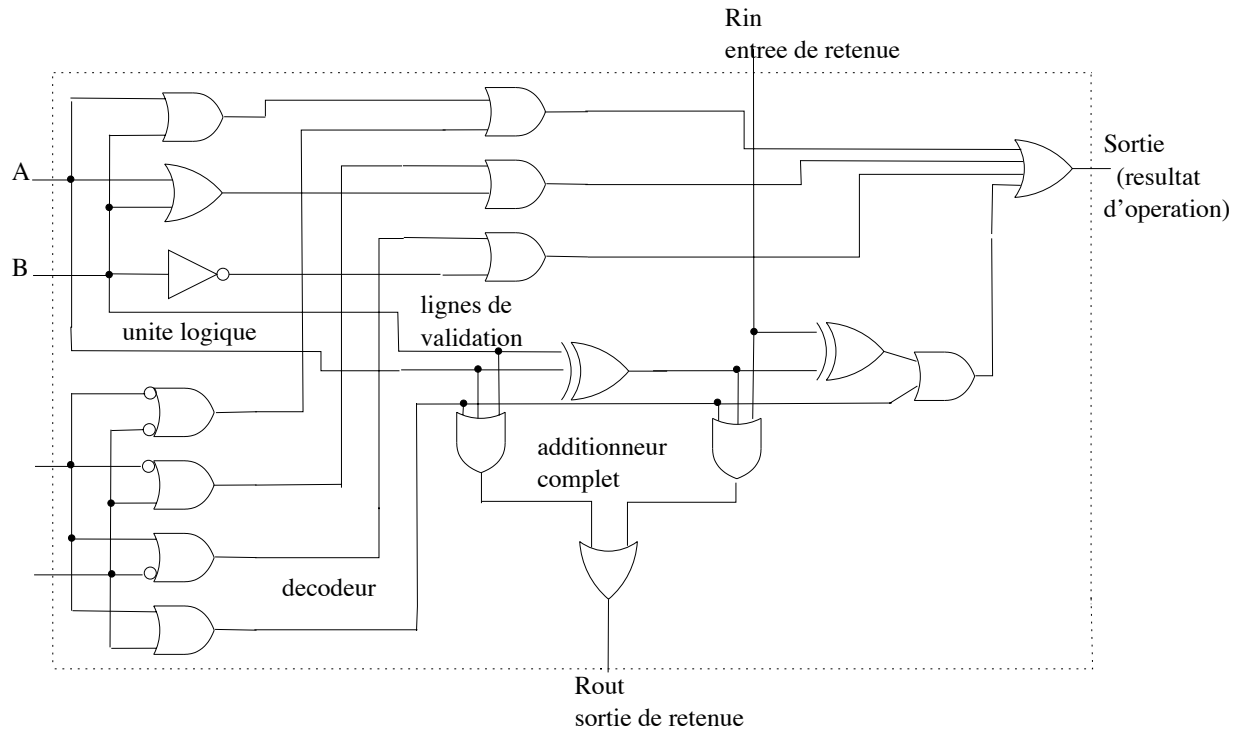 Rin
entree de retenue
Sortie
(resultat
d'operation)
A
B
lignes de
validation
unite logique
additionneur
complet
decodeur
Rout
sortie de retenue